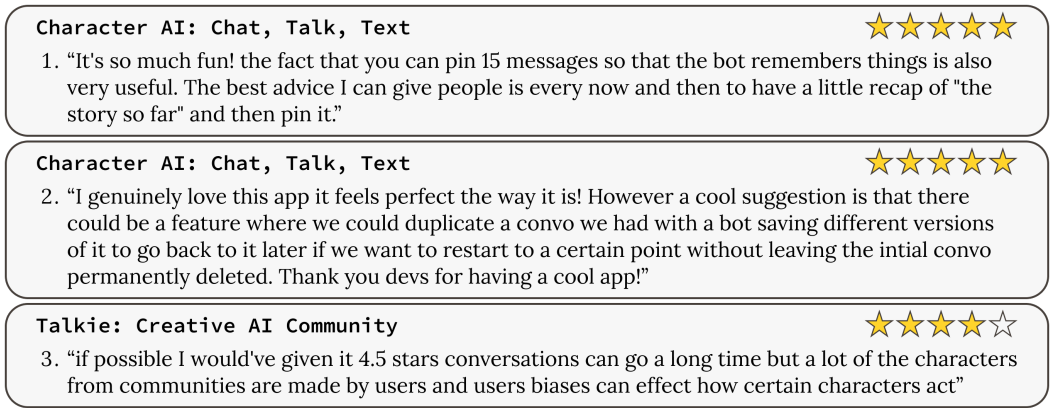 Character AI: Chat, Talk, Text
1. “It's so much fun! the fact that you can pin 15 messages so that the bot remembers things is also
very useful. The best advice I can give people is every now and then to have a little recap of "the
story so far" and then pin it.”
Character AI: Chat, Talk, Text
2. “I genuinely love this app it feels perfect the way it is! However a cool suggestion is that there
could be a feature where we could duplicate a convo we had with a bot saving different versions
of it to go back to it later if we want to restart to a certain point without leaving the intial convo
permanently deleted. Thank you devs for having a cool app!”
Talkie: Creative AI Community
3. “if possible I would've given it 4.5 stars conversations can go a long time but a lot of the characters
from communities are made by users and users biases can effect how certain characters act”